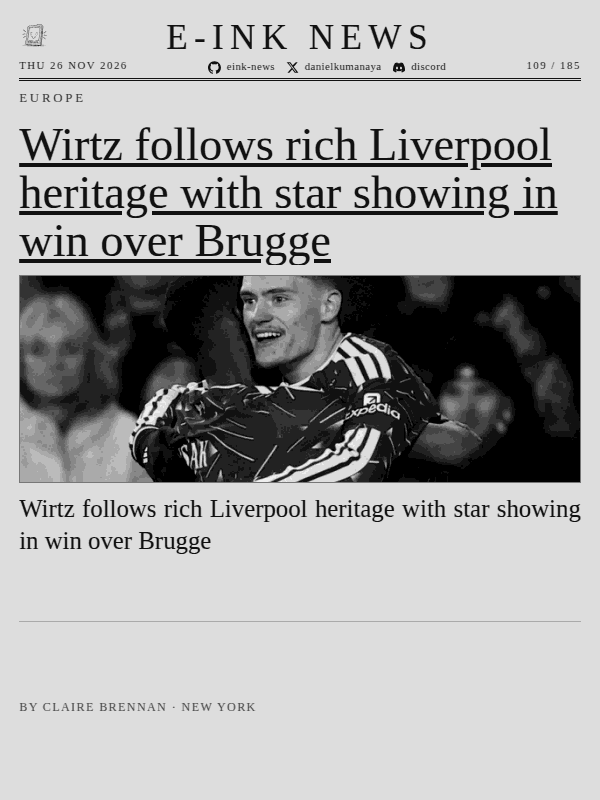 E-INK NEWS
THU 26 NOV 2026
eink-news
danielkumanaya
discord
109 / 185
EUROPE
Wirtz follows rich Liverpool
heritage with star showing in
win over Brugge
expedia
SAK
Wirtz follows rich Liverpool heritage with star showing
in win over Brugge
BY CLAIRE BRENNAN · NEW YORK